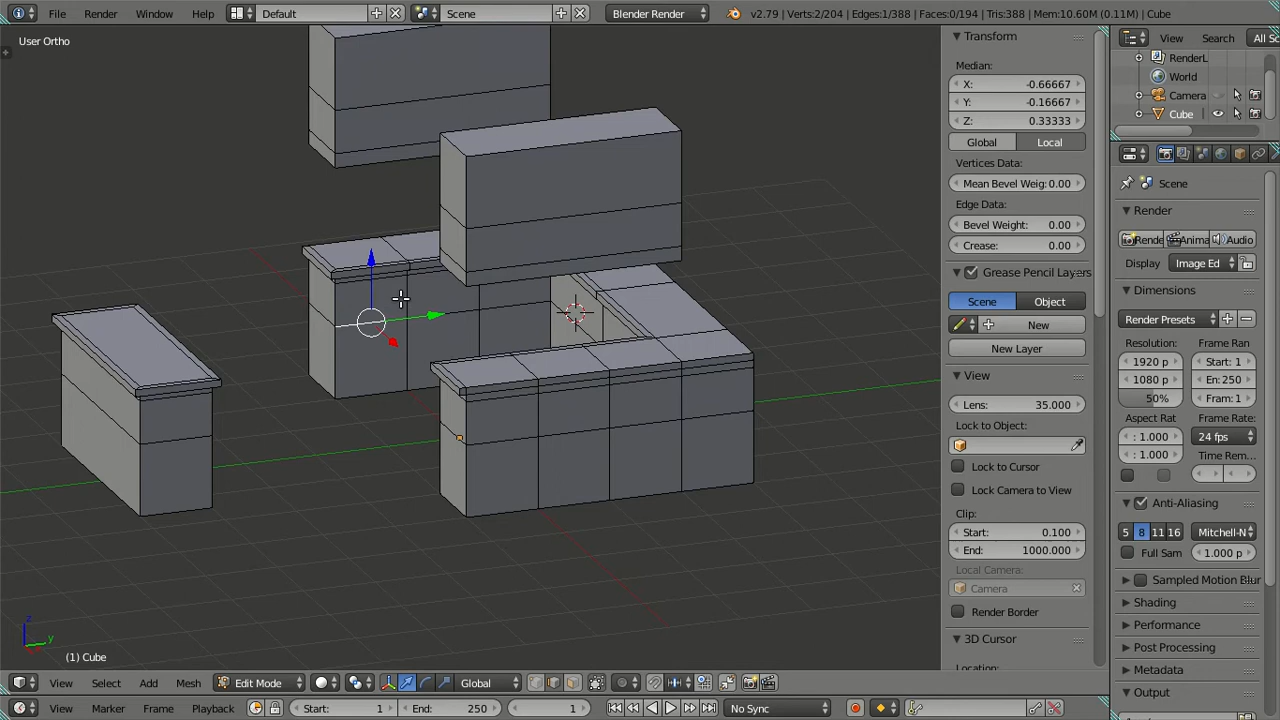 File Render Window Help Default Scene Blender Render v2.79 | Verts:2/204 | Edges:1/388 | Faces:0/194 | Tris:388 | Mem:10.60M (0.11M) | Cube
User Ortho
Transform
Median:
X: -0.66667
Y: -0.16667
Z: 0.33333
Global Local
Vertices Data:
Mean Bevel Weig: 0.00
Edge Data:
Bevel Weight: 0.00
Crease: 0.00
Grease Pencil Layers
Scene Object
New
New Layer
View
Lens: 35.000
Lock to Object:
Lock to Cursor
Lock Camera to View
Clip:
Start: 0.100
End: 1000.000
Local Camera:
Camera
Render Border
3D Cursor
Location:
View Search All Sc
RenderL
World
Camera
Cube
Scene
Render
Rende Anima Audio
Display Image Ed
Dimensions
Render Presets
Resolution: Frame Ran
1920 p Start: 1
1080 p En: 250
50% Fram: 1
Aspect Rat Frame Rate:
: 1.000 24 fps
: 1.000 Time Rem...
Anti-Aliasing
5 8 11 16 Mitchell-N
Full Sam 1.000 p
Sampled Motion Blur
Shading
Performance
Post Processing
Metadata
Output
z
y
(1) Cube
View Select Add Mesh Edit Mode Global
View Marker Frame Playback Start: 1 End: 250 1 No Sync